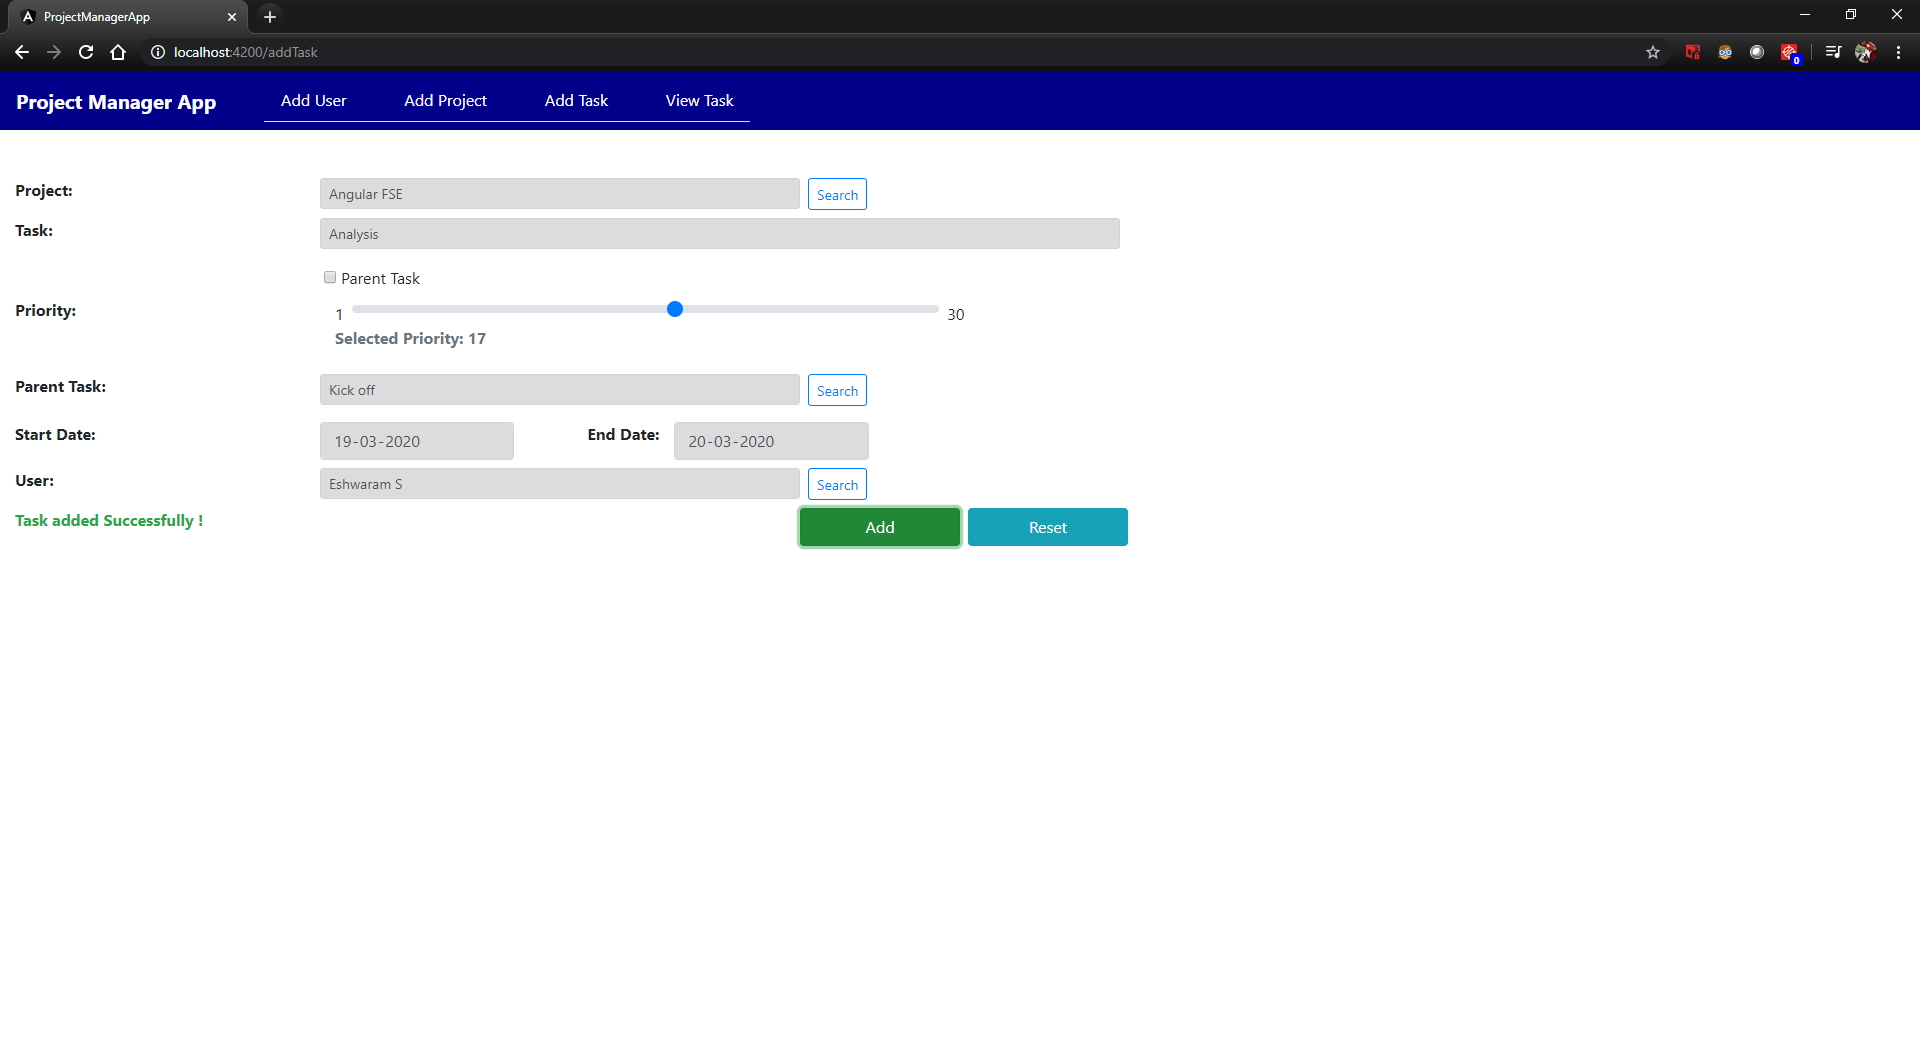 ProjectManagerApp
localhost:4200/addTask
0
Project Manager App Add User Add Project Add Task View Task
Project: Angular FSE Search
Task: Analysis
Parent Task
Priority: 1 30
Selected Priority: 17
Parent Task: Kick off Search
Start Date: 19-03-2020 End Date: 20-03-2020
User: Eshwaram S Search
Task added Successfully ! Add Reset